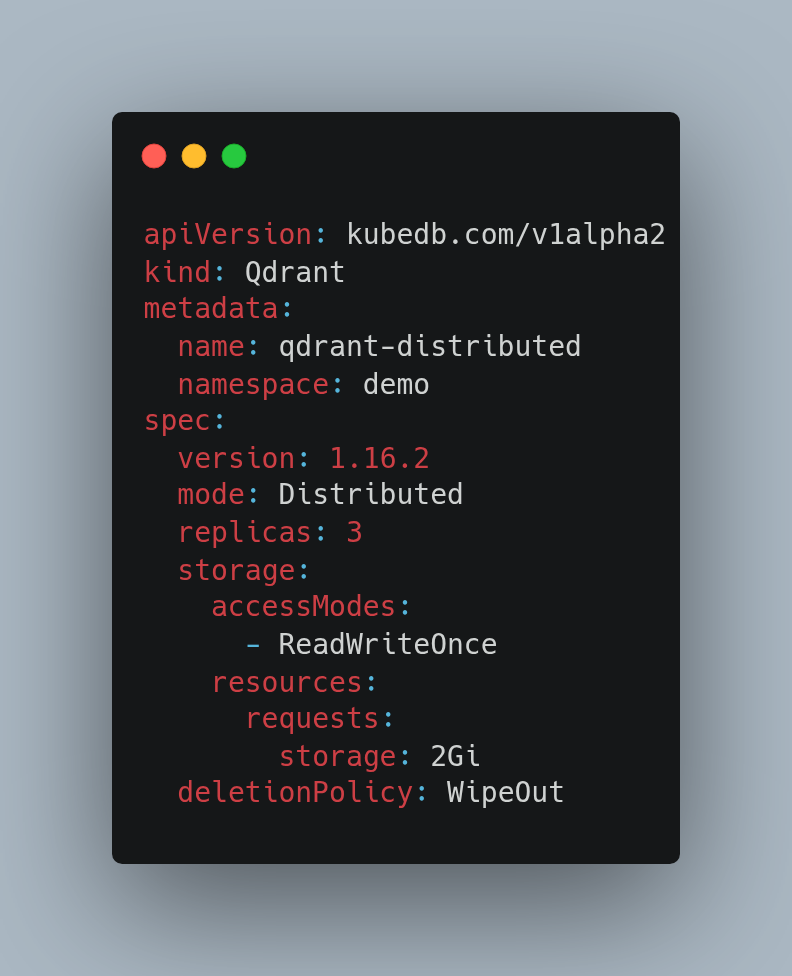 apiVersion: kubedb.com/v1alpha2
kind: Qdrant
metadata:
  name: qdrant-distributed
  namespace: demo
spec:
  version: 1.16.2
  mode: Distributed
  replicas: 3
  storage:
    accessModes:
      - ReadWriteOnce
    resources:
      requests:
        storage: 2Gi
  deletionPolicy: WipeOut